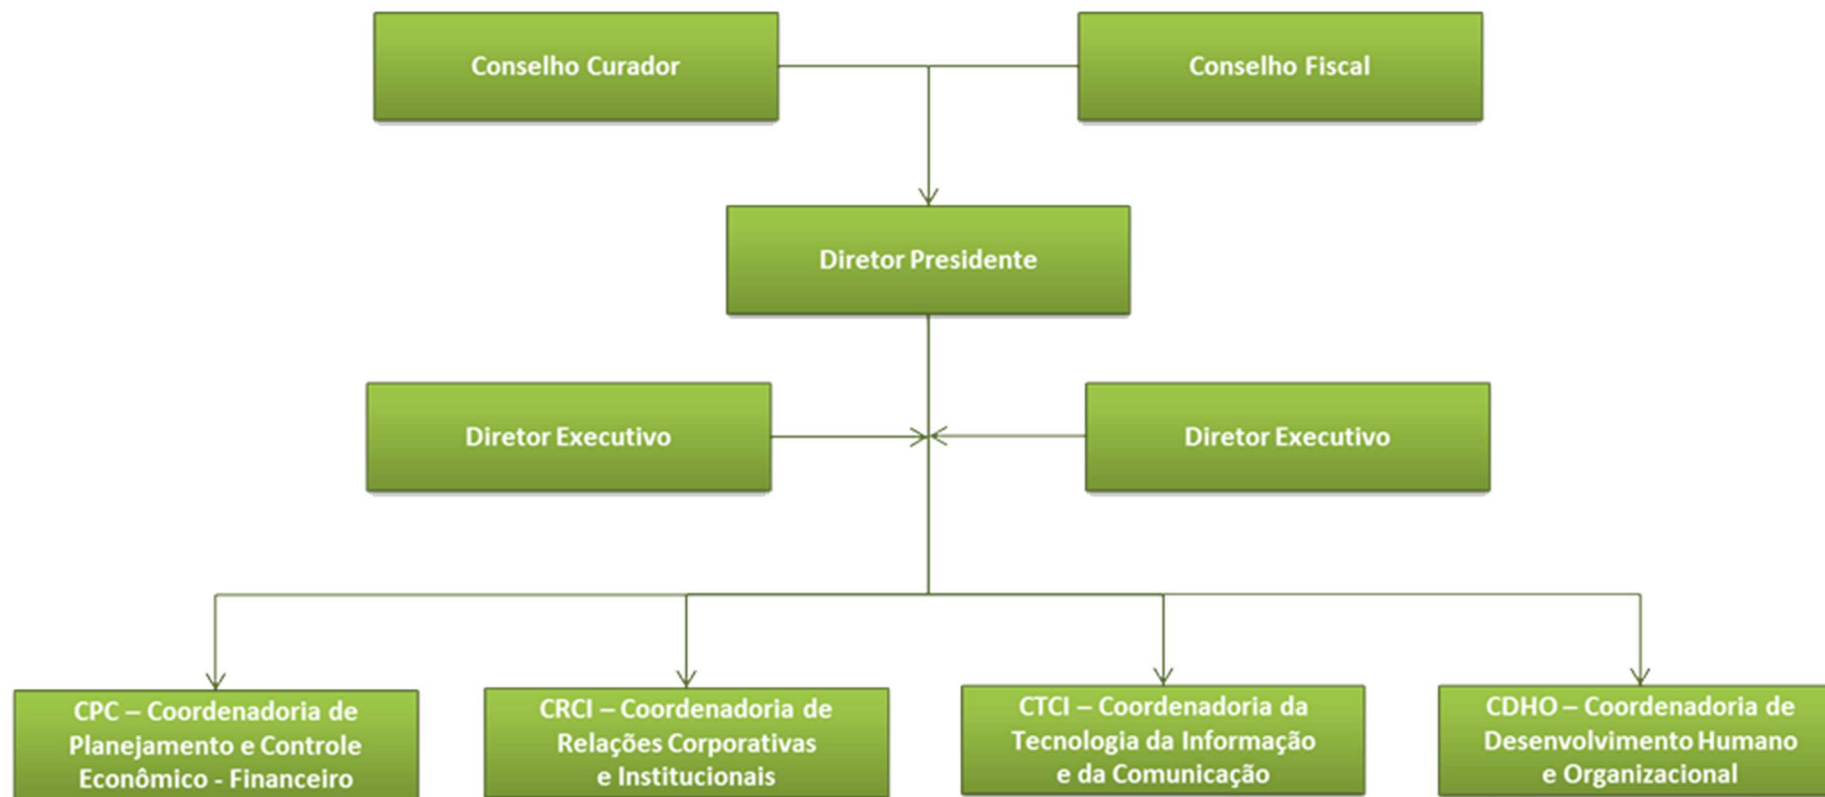 Conselho Curador
Conselho Fiscal
Diretor Presidente
Diretor Executivo
Diretor Executivo
CPC – Coordenadoria de
Planejamento e Controle
Econômico - Financeiro
CRCI – Coordenadoria de
Relações Corporativas
e Institucionais
CTCI – Coordenadoria da
Tecnologia da Informação
e da Comunicação
CDHO – Coordenadoria de
Desenvolvimento Humano
e Organizacional